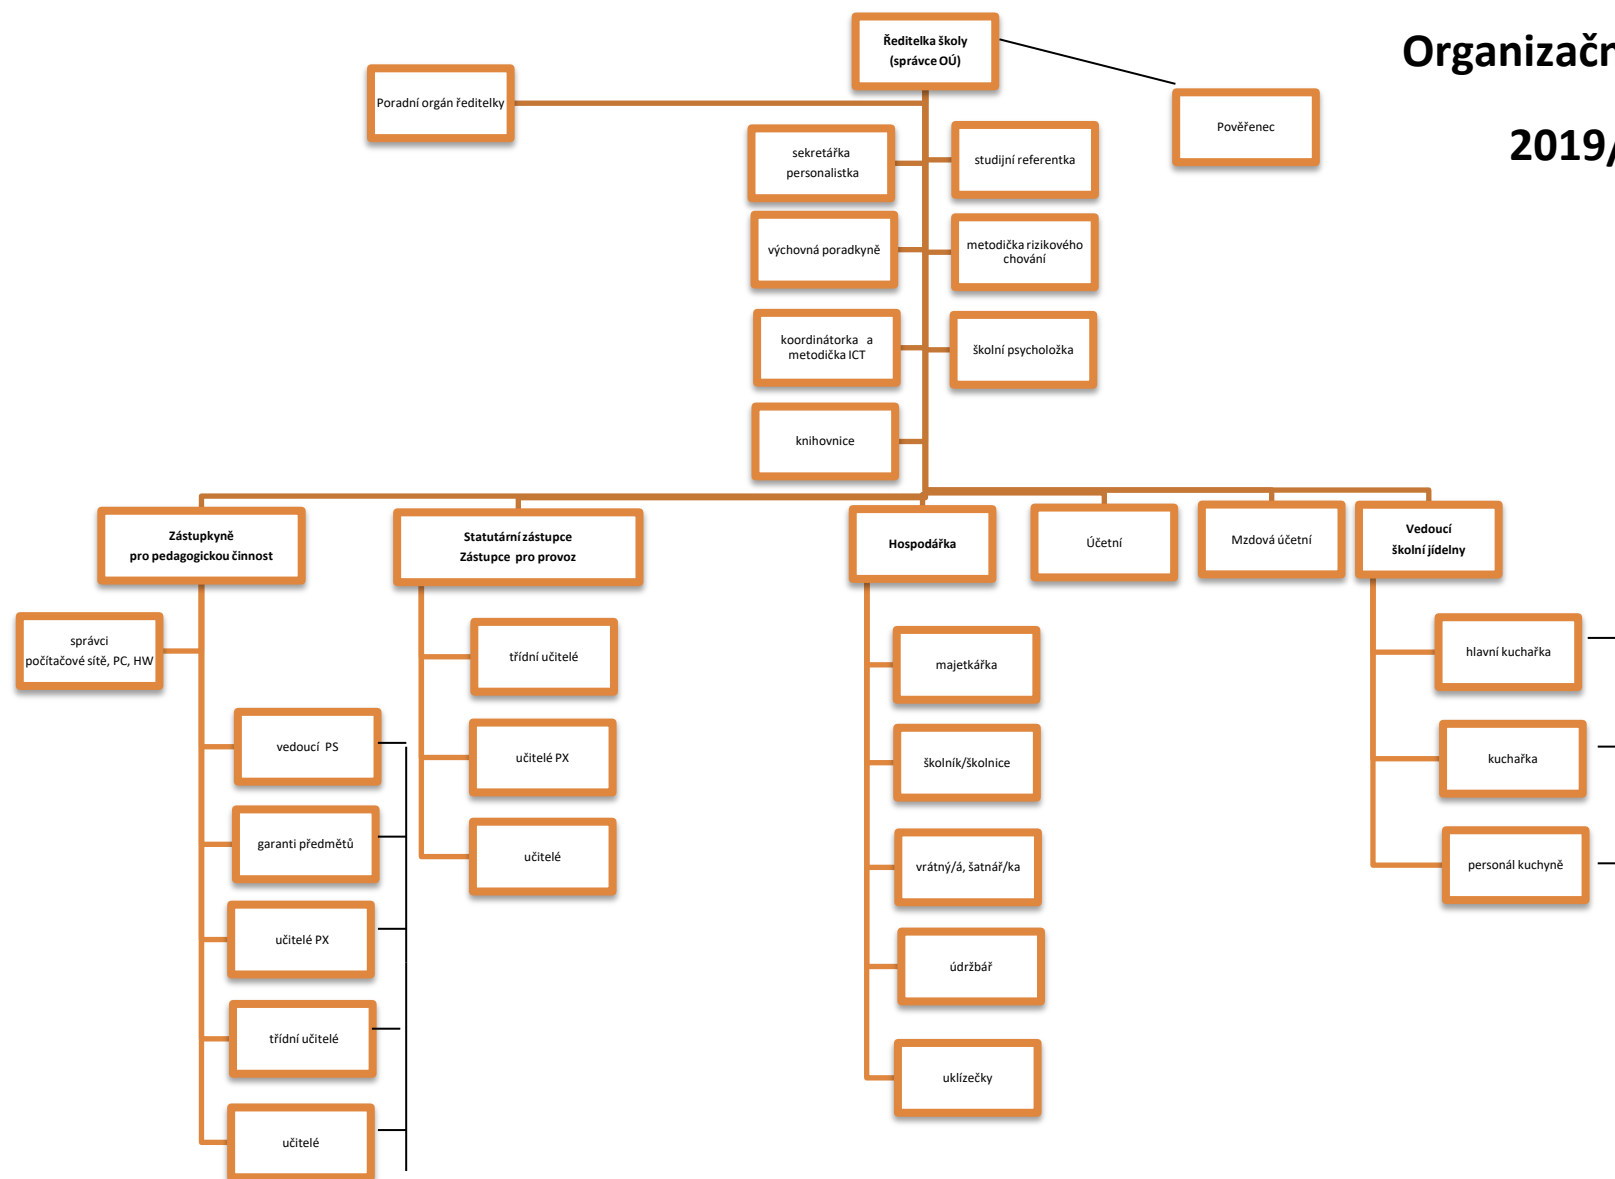 Ředitelka školy
(správce OÚ)
Organizačn
Poradní orgán ředitelky
Pověřenec
2019/
sekretářka
personalistka
studijní referentka
výchovná poradkyně
metodička rizikového
chování
koordinátorka a
metodička ICT
školní psycholožka
knihovnice
Zástupkyně
pro pedagogickou činnost
Statutární zástupce
Zástupce pro provoz
Hospodářka
Účetní
Mzdová účetní
Vedoucí
školní jídelny
správci
počítačové sítě, PC, HW
třídní učitelé
majetkářka
hlavní kuchařka
vedoucí PS
učitelé PX
školník/školnice
kuchařka
garanti předmětů
učitelé
vrátný/á, šatnář/ka
personál kuchyně
učitelé PX
údržbář
třídní učitelé
uklízečky
učitelé